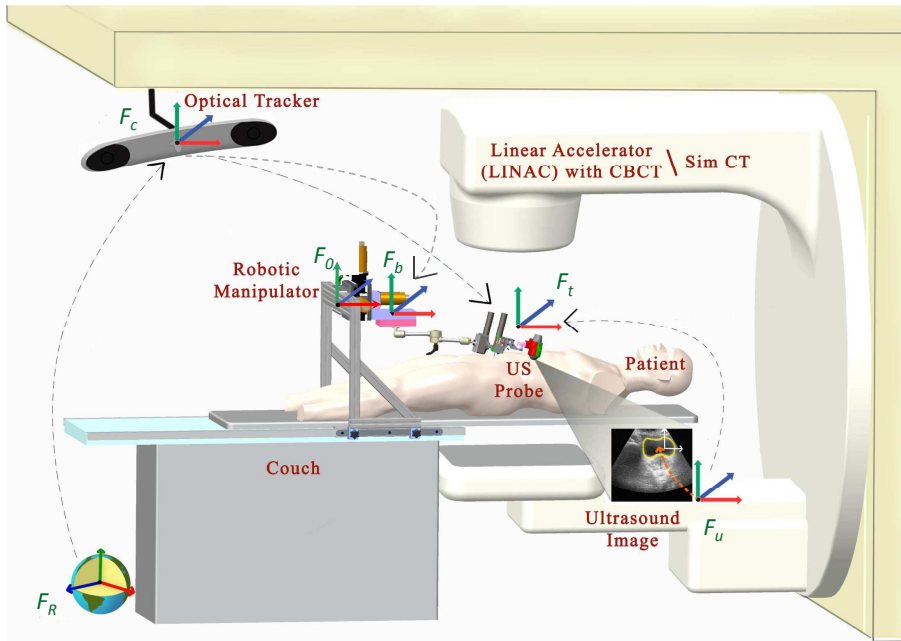 Optical Tracker
F_c
Linear Accelerator
(LINAC) with CBCT \ Sim CT
F_0
F_b
Robotic
Manipulator
F_t
US
Probe
Patient
Couch
Ultrasound
Image
F_u
F_R